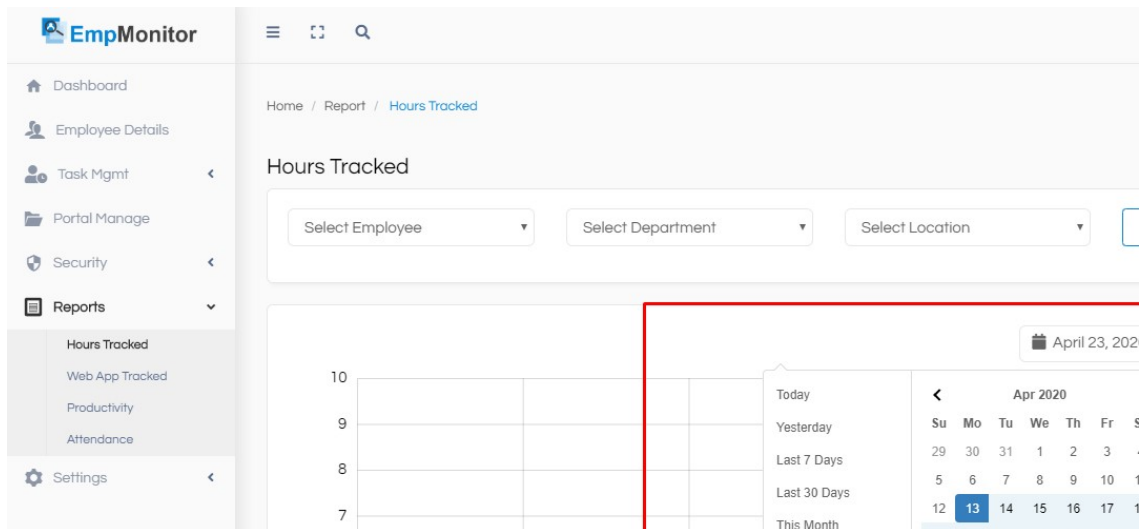 EmpMonitor
Dashboard
Employee Details
Task Mgmt
Portal Manage
Security
Reports
Hours Tracked
Web App Tracked
Productivity
Attendance
Settings
Home / Report / Hours Tracked
Hours Tracked
Select Employee Select Department Select Location
April 23, 202
10
9
8
7
Today
Yesterday
Last 7 Days
Last 30 Days
This Month
Apr 2020
Su Mo Tu We Th Fr
29 30 31 1 2 3
5 6 7 8 9 10
12 13 14 15 16 17